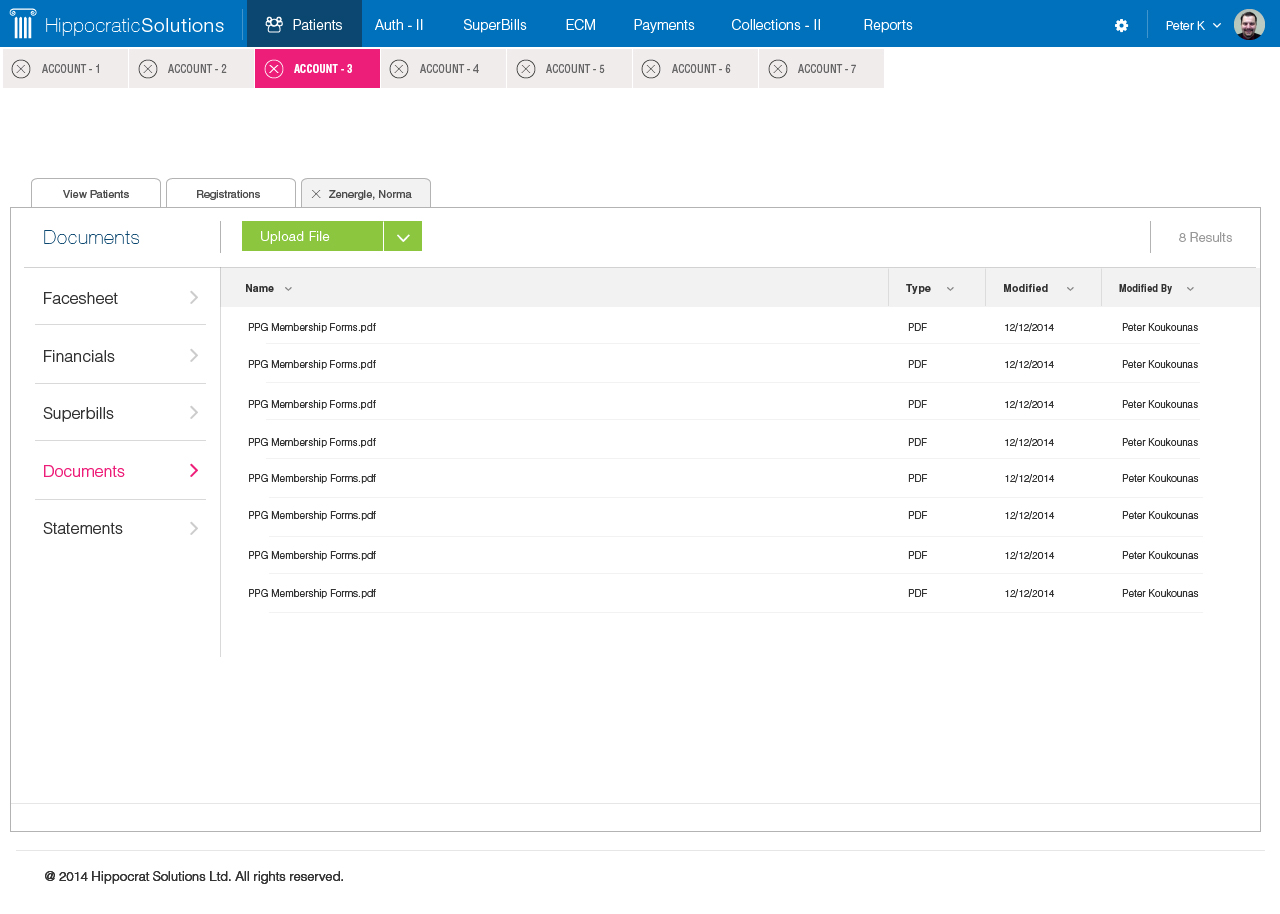 HippocraticSolutions Patients Auth - II SuperBills ECM Payments Collections - II Reports Peter K
ACCOUNT - 1 ACCOUNT - 2 ACCOUNT - 3 ACCOUNT - 4 ACCOUNT - 5 ACCOUNT - 6 ACCOUNT - 7
View Patients Registrations Zenergle, Norma
Documents Upload File 8 Results
Name Type Modified Modified By
Facesheet
Financials
Superbills
Documents
Statements
PPG Membership Forms.pdf PDF 12/12/2014 Peter Koukounas
PPG Membership Forms.pdf PDF 12/12/2014 Peter Koukounas
PPG Membership Forms.pdf PDF 12/12/2014 Peter Koukounas
PPG Membership Forms.pdf PDF 12/12/2014 Peter Koukounas
PPG Membership Forms.pdf PDF 12/12/2014 Peter Koukounas
PPG Membership Forms.pdf PDF 12/12/2014 Peter Koukounas
PPG Membership Forms.pdf PDF 12/12/2014 Peter Koukounas
PPG Membership Forms.pdf PDF 12/12/2014 Peter Koukounas
@ 2014 Hippocrat Solutions Ltd. All rights reserved.